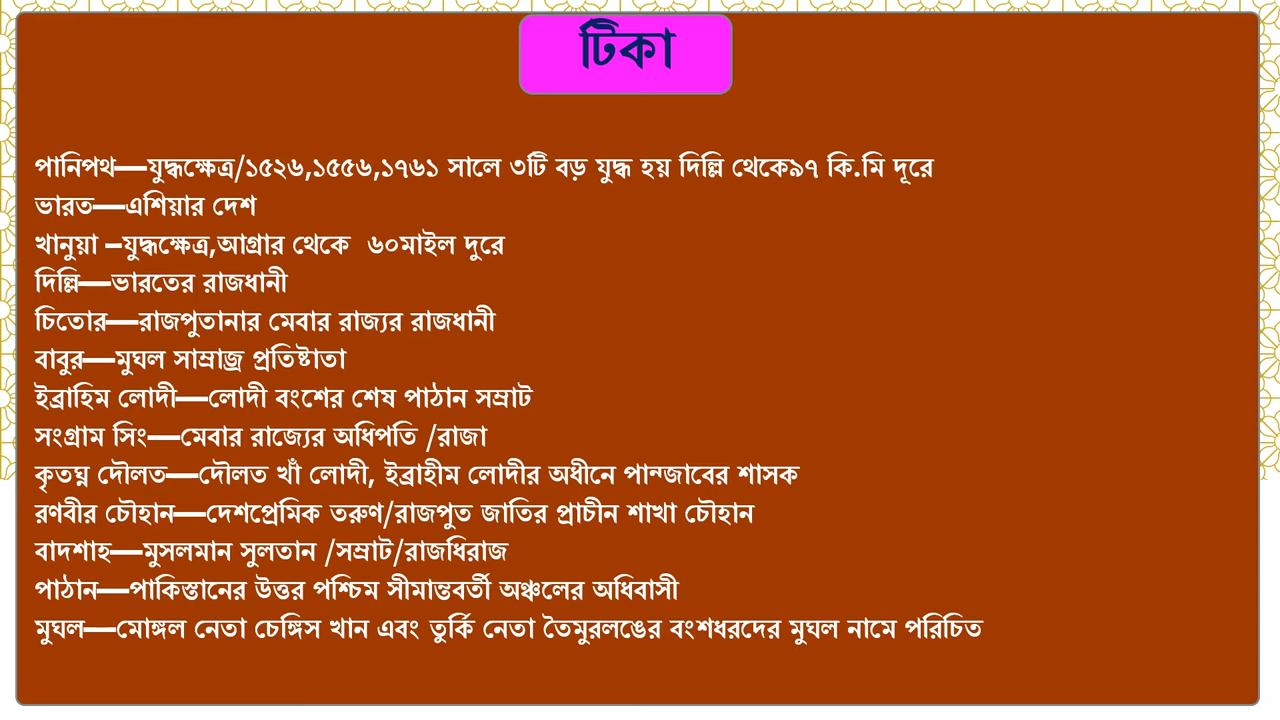 টিকা
পানিপথ—যুদ্ধক্ষেত্র/১৫২৬,১৫৫৬,১৭৬১ সালে ৩টি বড় যুদ্ধ হয় দিল্লি থেকে৯৭ কি.মি দূরে
ভারত—এশিয়ার দেশ
খানুয়া –যুদ্ধক্ষেত্র,আগ্রার থেকে ৬০মাইল দুরে
দিল্লি—ভারতের রাজধানী
চিতোর—রাজপুতানার মেবার রাজ্যর রাজধানী
বাবুর—মুঘল সাম্রাজ্র প্রতিষ্টাতা
ইব্রাহিম লোদী—লোদী বংশের শেষ পাঠান সম্রাট
সংগ্রাম সিং—মেবার রাজ্যের অধিপতি /রাজা
কৃতঘ্ন দৌলত—দৌলত খাঁ লোদী, ইব্রাহীম লোদীর অধীনে পান্জাবের শাসক
রণবীর চৌহান—দেশপ্রেমিক তরুণ/রাজপুত জাতির প্রাচীন শাখা চৌহান
বাদশাহ—মুসলমান সুলতান /সম্রাট/রাজধিরাজ
পাঠান—পাকিস্তানের উত্তর পশ্চিম সীমান্তবর্তী অঞ্চলের অধিবাসী
মুঘল—মোঙ্গল নেতা চেঙ্গিস খান এবং তুর্কি নেতা তৈমুরলঙের বংশধরদের মুঘল নামে পরিচিত